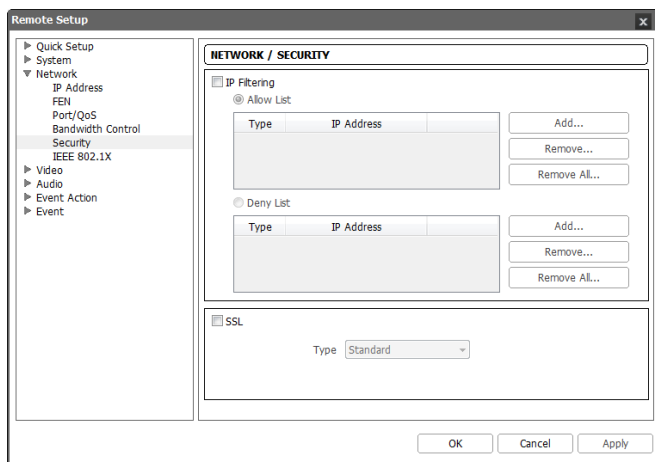 Remote Setup
x
Quick Setup
System
Network
IP Address
FEN
Port/QoS
Bandwidth Control
Security
IEEE 802.1X
Video
Audio
Event Action
Event
NETWORK / SECURITY
IP Filtering
Allow List
Type IP Address
Add...
Remove...
Remove All...
Deny List
Type IP Address
Add...
Remove...
Remove All...
SSL
Type Standard
OK Cancel Apply